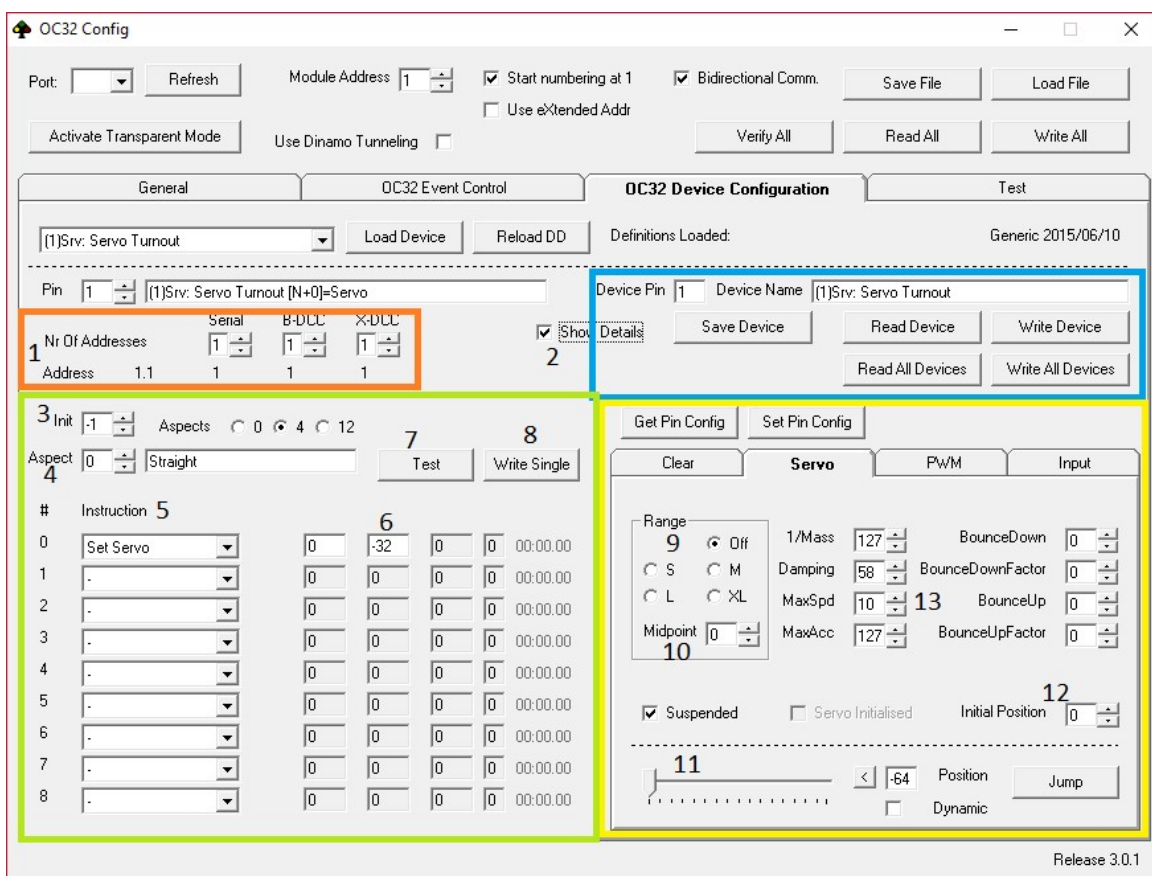 OC32 Config
Port: Refresh Module Address 1 Start numbering at 1 Bidirectional Comm. Save File Load File
Use eXtended Addr
Activate Transparent Mode Use Dinamo Tunneling Verify All Read All Write All
General OC32 Event Control OC32 Device Configuration Test
(1)Srv: Servo Turnout Load Device Reload DD Definitions Loaded: Generic 2015/06/10
Pin 1 (1)Srv: Servo Turnout [N+0]=Servo Device Pin 1 Device Name (1)Srv: Servo Turnout
Serial B-DCC X-DCC
1 Nr Of Addresses 1 1 1 2 Show Details Save Device Read Device Write Device
Address 1.1 1 1 1 Read All Devices Write All Devices
3 Init -1 Aspects 0 4 12 Get Pin Config Set Pin Config
7 8
Aspect 0 Straight Test Write Single Clear Servo PWM Input
4
# Instruction 5 6
0 Set Servo 0 -32 0 0 00:00.00
1 - 0 0 0 0 00:00.00
2 - 0 0 0 0 00:00.00
3 - 0 0 0 0 00:00.00
4 - 0 0 0 0 00:00.00
5 - 0 0 0 0 00:00.00
6 - 0 0 0 0 00:00.00
7 - 0 0 0 0 00:00.00
8 - 0 0 0 0 00:00.00
Range
9 Off 1/Mass 127 BounceDown 0
S M Damping 58 BounceDownFactor 0
L XL MaxSpd 10 13 BounceUp 0
Midpoint 0 MaxAcc 127 BounceUpFactor 0
10
12
Suspended Servo Initialised Initial Position 0
11 < -64 Position Jump
Dynamic
Release 3.0.1